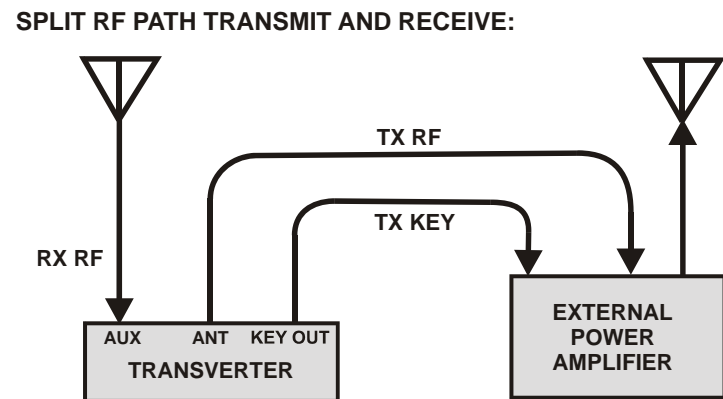 SPLIT RF PATH TRANSMIT AND RECEIVE:
TX RF
TX KEY
RX RF
AUX ANT KEY OUT
TRANSVERTER
EXTERNAL
POWER
AMPLIFIER